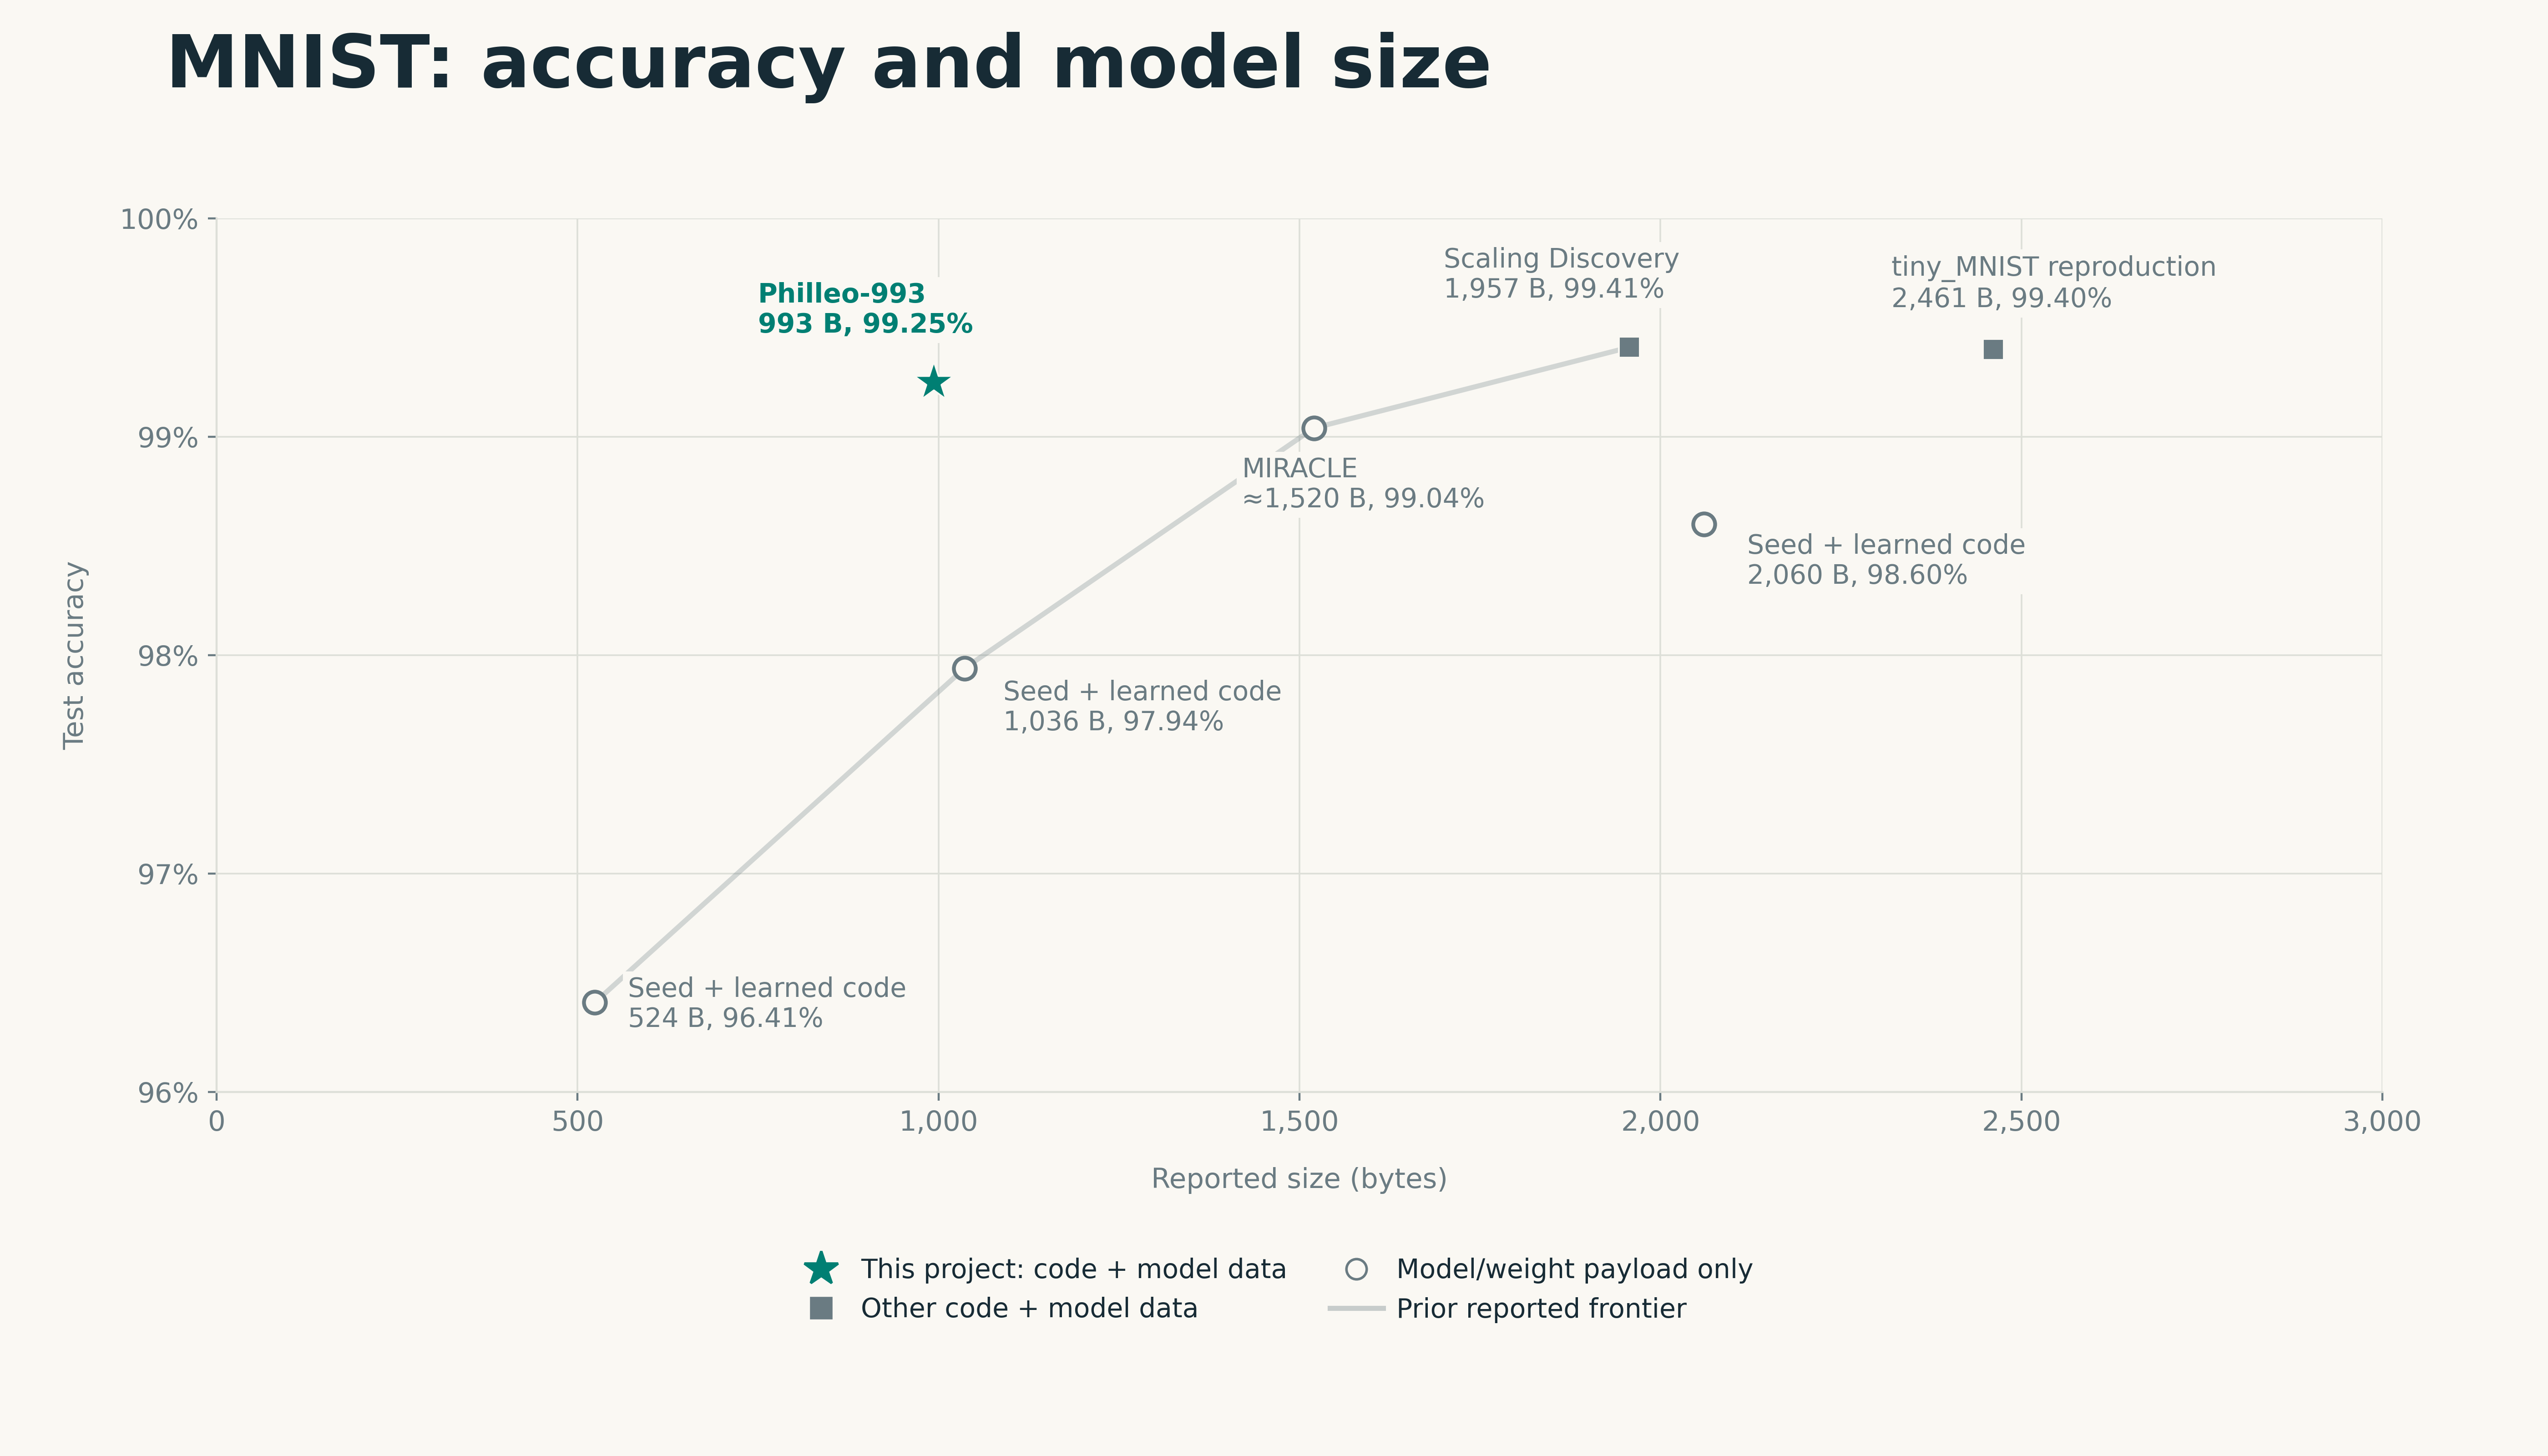 MNIST: accuracy and model size
100%
99%
98%
97%
96%
Test accuracy
Philleo-993
993 B, 99.25%
Scaling Discovery
1,957 B, 99.41%
tiny_MNIST reproduction
2,461 B, 99.40%
MIRACLE
≈1,520 B, 99.04%
Seed + learned code
2,060 B, 98.60%
Seed + learned code
1,036 B, 97.94%
Seed + learned code
524 B, 96.41%
0
500
1,000
1,500
2,000
2,500
3,000
Reported size (bytes)
This project: code + model data
Other code + model data
Model/weight payload only
Prior reported frontier